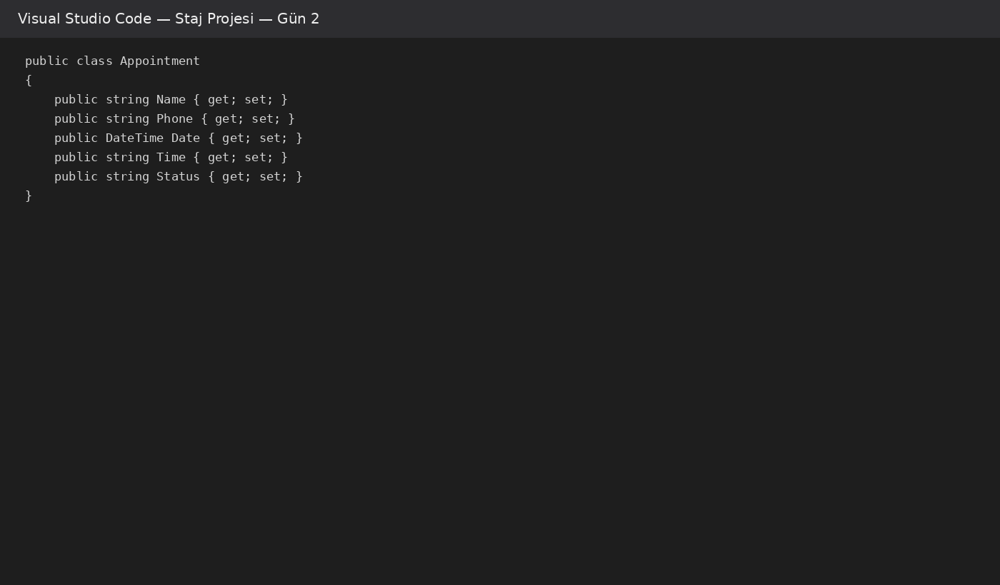 Visual Studio Code — Staj Projesi — Gün 2
public class Appointment
{
    public string Name { get; set; }
    public string Phone { get; set; }
    public DateTime Date { get; set; }
    public string Time { get; set; }
    public string Status { get; set; }
}